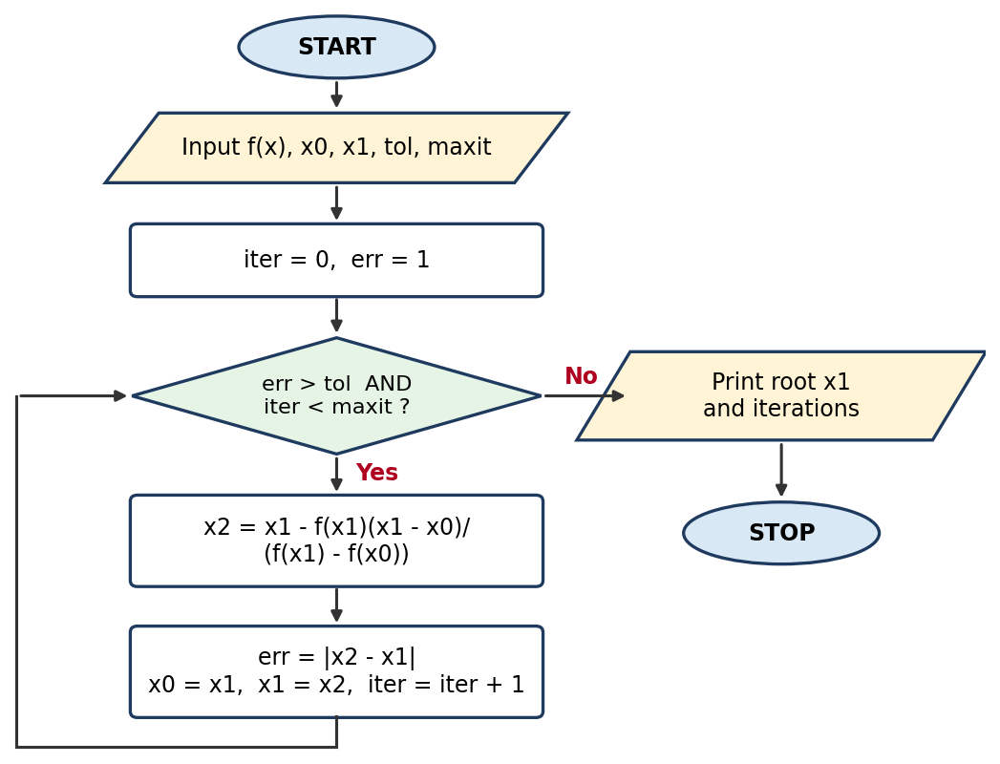 START
Input f(x), x0, x1, tol, maxit
iter = 0,  err = 1
err > tol  AND
iter < maxit ?
No
Print root x1
and iterations
Yes
x2 = x1 - f(x1)(x1 - x0)/
(f(x1) - f(x0))
STOP
err = |x2 - x1|
x0 = x1,  x1 = x2,  iter = iter + 1